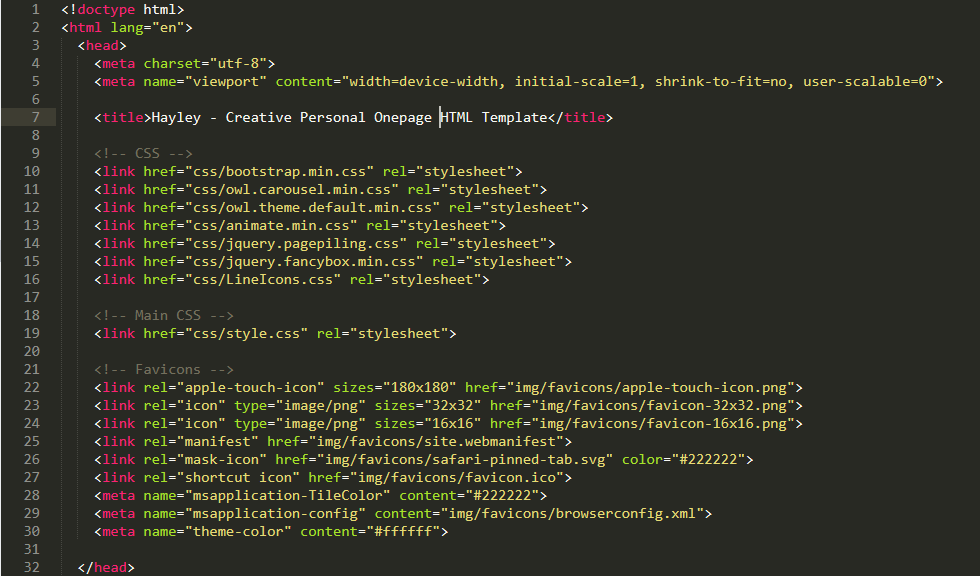 1 <!doctype html>
2 <html lang="en">
3 <head>
4 <meta charset="utf-8">
5 <meta name="viewport" content="width=device-width, initial-scale=1, shrink-to-fit=no, user-scalable=0">
6
7 <title>Hayley - Creative Personal Onepage HTML Template</title>
8
9 <!-- CSS -->
10 <link href="css/bootstrap.min.css" rel="stylesheet">
11 <link href="css/owl.carousel.min.css" rel="stylesheet">
12 <link href="css/owl.theme.default.min.css" rel="stylesheet">
13 <link href="css/animate.min.css" rel="stylesheet">
14 <link href="css/jquery.pagepiling.css" rel="stylesheet">
15 <link href="css/jquery.fancybox.min.css" rel="stylesheet">
16 <link href="css/LineIcons.css" rel="stylesheet">
17
18 <!-- Main CSS -->
19 <link href="css/style.css" rel="stylesheet">
20
21 <!-- Favicons -->
22 <link rel="apple-touch-icon" sizes="180x180" href="img/favicons/apple-touch-icon.png">
23 <link rel="icon" type="image/png" sizes="32x32" href="img/favicons/favicon-32x32.png">
24 <link rel="icon" type="image/png" sizes="16x16" href="img/favicons/favicon-16x16.png">
25 <link rel="manifest" href="img/favicons/site.webmanifest">
26 <link rel="mask-icon" href="img/favicons/safari-pinned-tab.svg" color="#222222">
27 <link rel="shortcut icon" href="img/favicons/favicon.ico">
28 <meta name="msapplication-TileColor" content="#222222">
29 <meta name="msapplication-config" content="img/favicons/browserconfig.xml">
30 <meta name="theme-color" content="#ffffff">
31
32 </head>